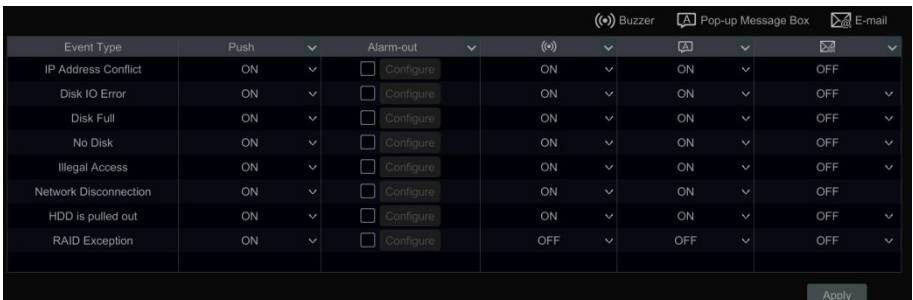 Buzzer Pop-up Message Box E-mail
Event Type Push Alarm-out
IP Address Conflict ON Configure ON ON OFF
Disk IO Error ON Configure ON ON OFF
Disk Full ON Configure ON ON OFF
No Disk ON Configure ON ON OFF
Illegal Access ON Configure ON ON OFF
Network Disconnection ON Configure ON ON OFF
HDD is pulled out ON Configure ON ON OFF
RAID Exception ON Configure OFF OFF OFF
Apply